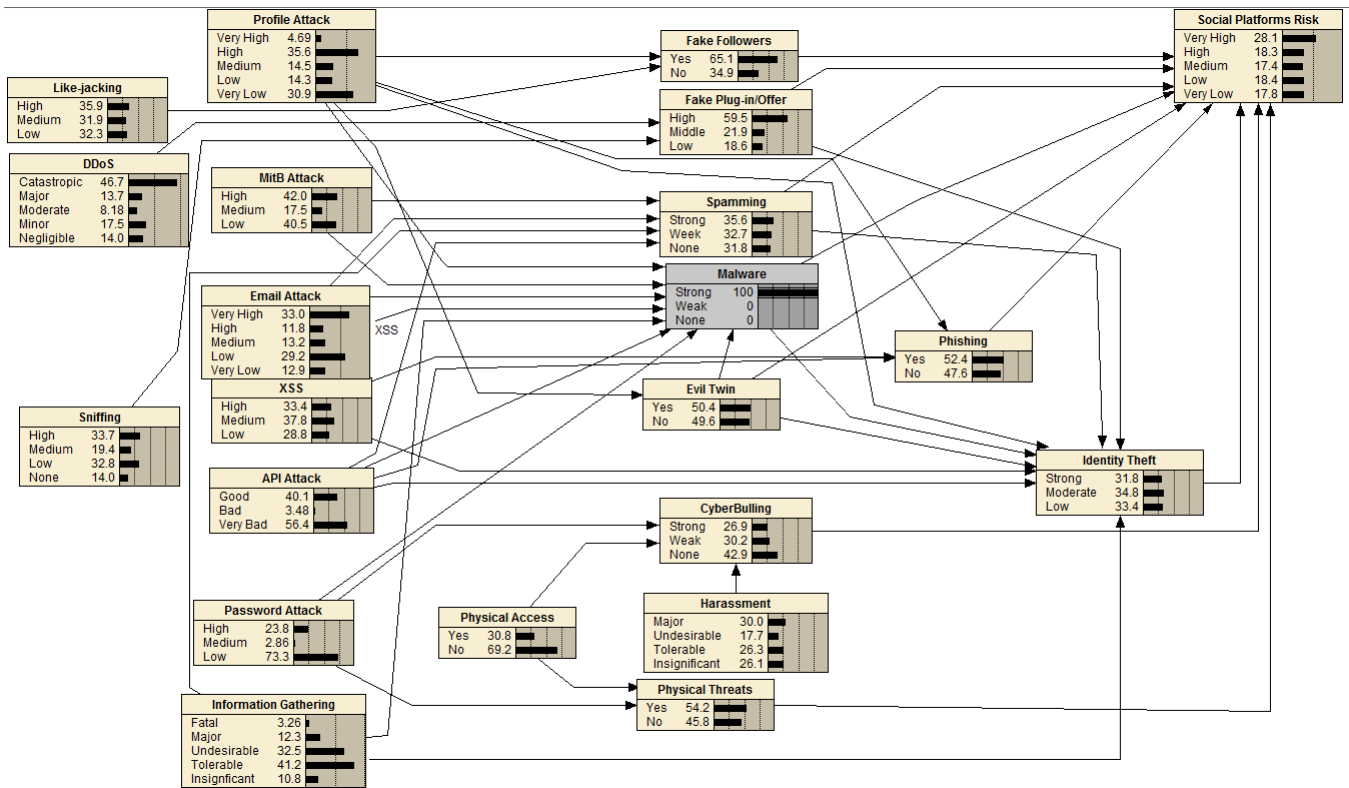 Profile Attack
Very High 4.69
High 35.6
Medium 14.5
Low 14.3
Very Low 30.9
Social Platforms Risk
Very High 28.1
High 18.3
Medium 17.4
Low 18.4
Very Low 17.8
Fake Followers
Yes 65.1
No 34.9
Like-jacking
High 35.9
Medium 31.9
Low 32.3
Fake Plug-in/Offer
High 59.5
Middle 21.9
Low 18.6
DDoS
Catastropic 46.7
Major 13.7
Moderate 8.18
Minor 17.5
Negligible 14.0
MitB Attack
High 42.0
Medium 17.5
Low 40.5
Spamming
Strong 35.6
Week 32.7
None 31.8
Malware
Strong 100
Weak 0
None 0
Email Attack
Very High 33.0
High 11.8
Medium 13.2
Low 29.2
Very Low 12.9
XSS
Phishing
Yes 52.4
No 47.6
XSS
High 33.4
Medium 37.8
Low 28.8
Evil Twin
Yes 50.4
No 49.6
Sniffing
High 33.7
Medium 19.4
Low 32.8
None 14.0
Identity Theft
Strong 31.8
Moderate 34.8
Low 33.4
API Attack
Good 40.1
Bad 3.48
Very Bad 56.4
CyberBulling
Strong 26.9
Weak 30.2
None 42.9
Password Attack
High 23.8
Medium 2.86
Low 73.3
Physical Access
Yes 30.8
No 69.2
Harassment
Major 30.0
Undesirable 17.7
Tolerable 26.3
Insignificant 26.1
Physical Threats
Yes 54.2
No 45.8
Information Gathering
Fatal 3.26
Major 12.3
Undesirable 32.5
Tolerable 41.2
Insignficant 10.8